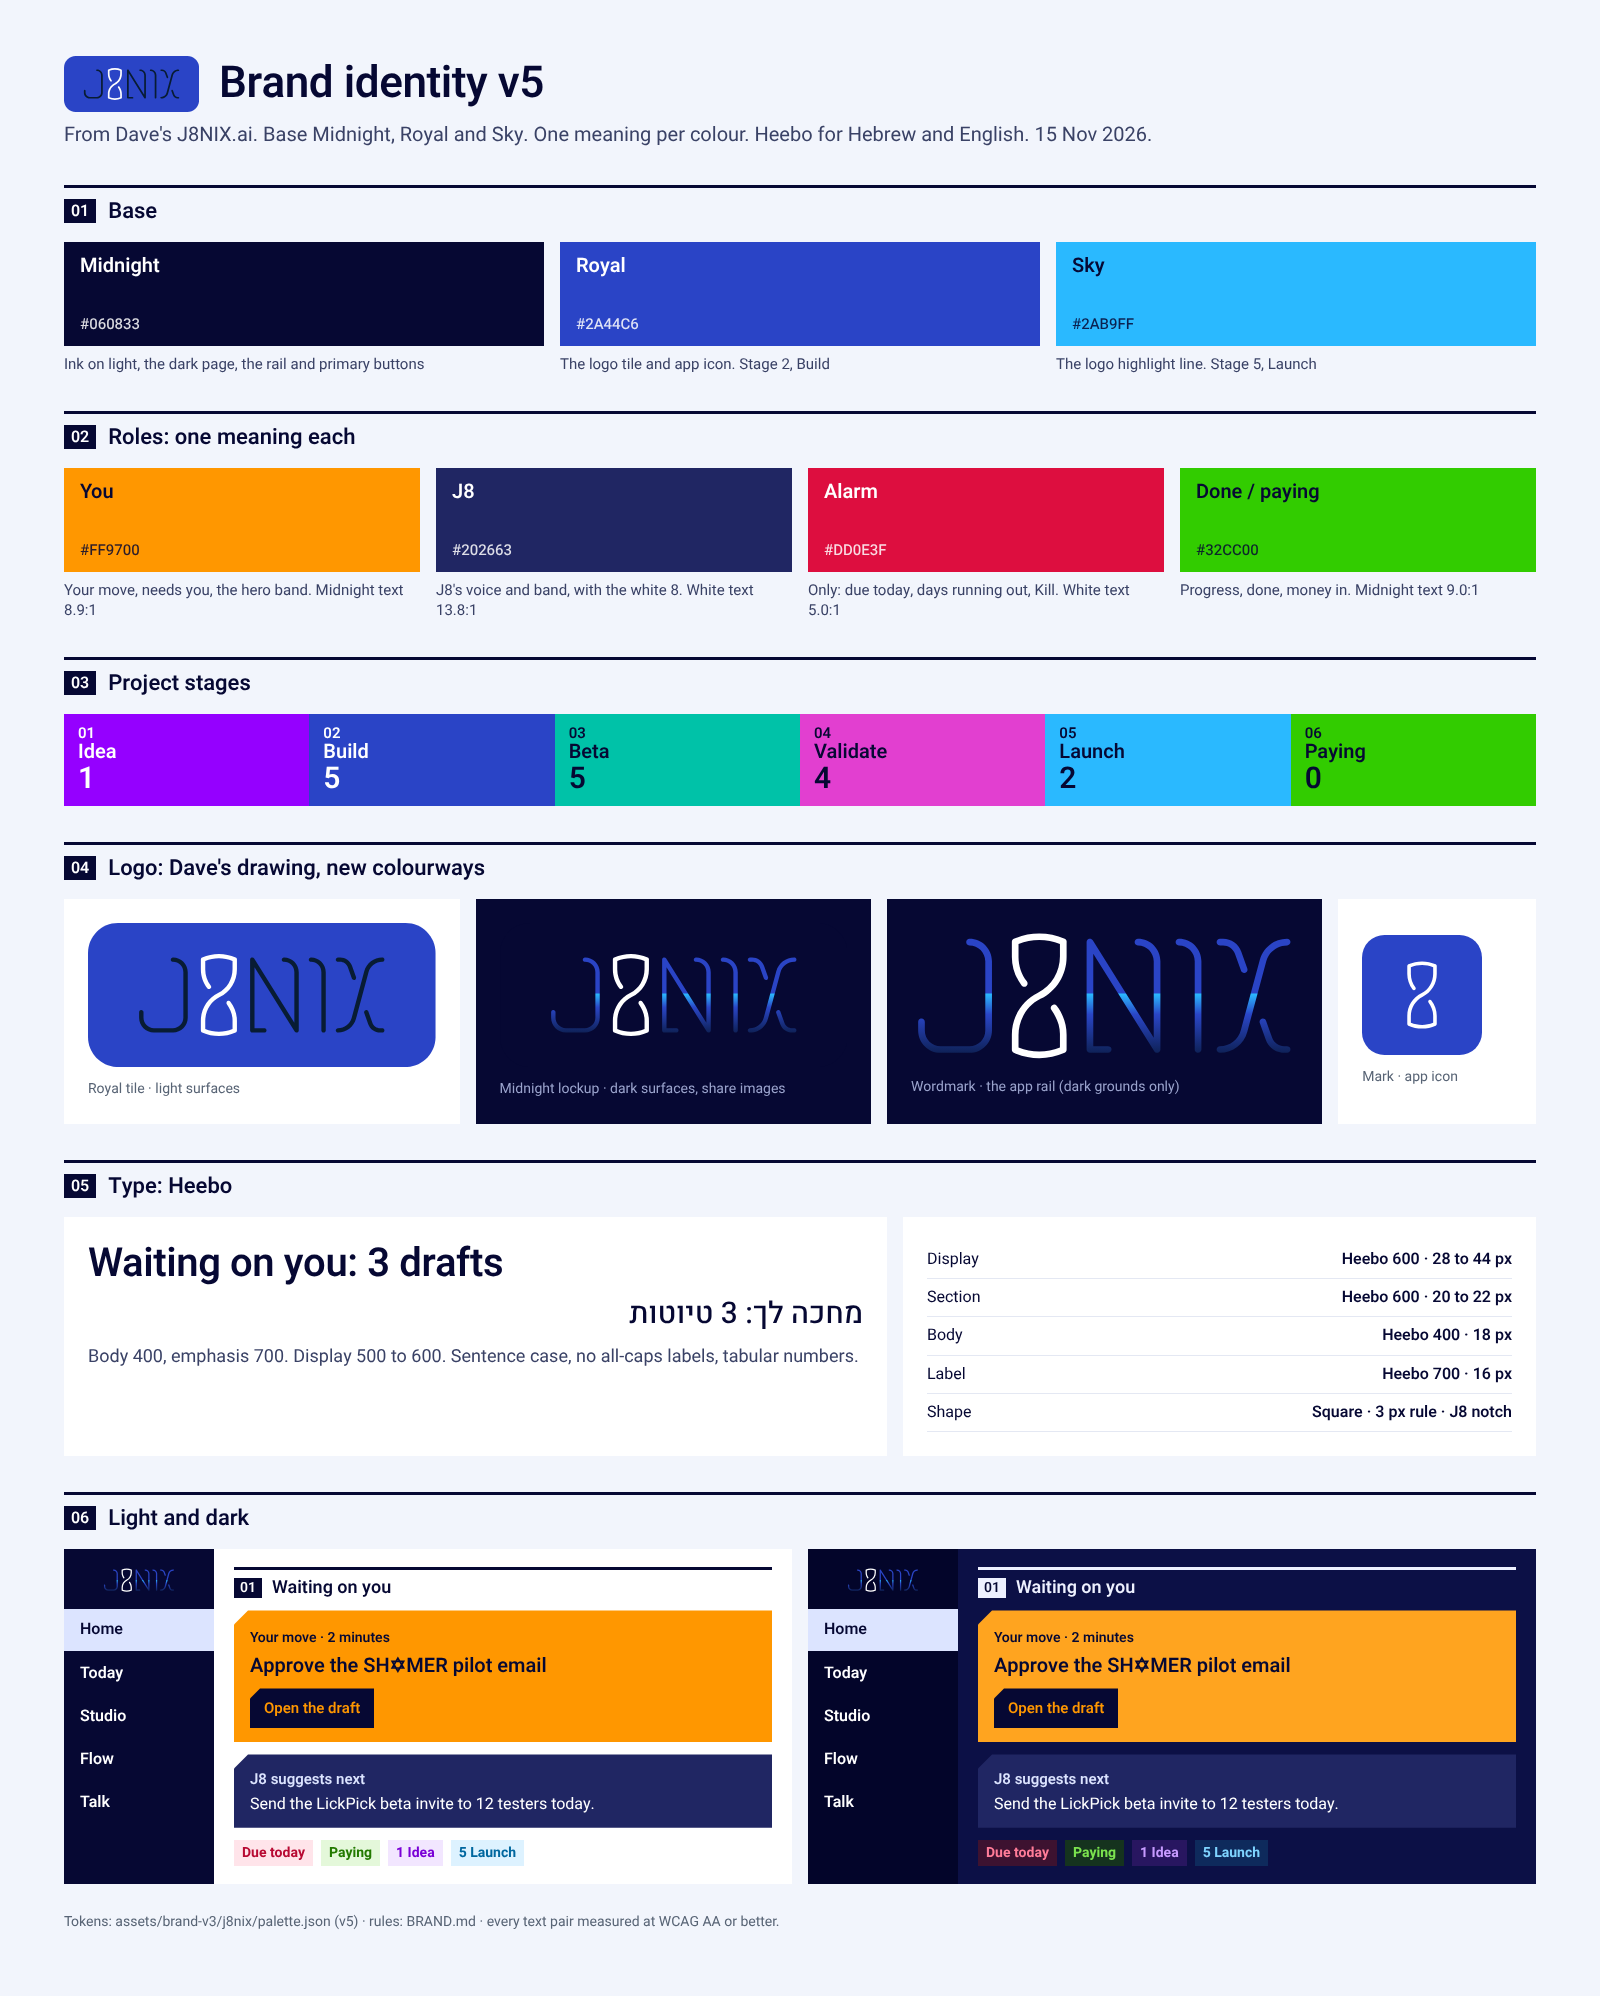 J8NIX
Brand identity v5
From Dave's J8NIX.ai. Base Midnight, Royal and Sky. One meaning per colour. Heebo for Hebrew and English. 15 Nov 2026.
01 Base
Midnight
#060833
Ink on light, the dark page, the rail and primary buttons
Royal
#2A44C6
The logo tile and app icon. Stage 2, Build
Sky
#2AB9FF
The logo highlight line. Stage 5, Launch
02 Roles: one meaning each
You
#FF9700
Your move, needs you, the hero band. Midnight text
8.9:1
J8
#202663
J8's voice and band, with the white 8. White text
13.8:1
Alarm
#DD0E3F
Only: due today, days running out, Kill. White text
5.0:1
Done / paying
#32CC00
Progress, done, money in. Midnight text 9.0:1
03 Project stages
01
Idea
1
02
Build
5
03
Beta
5
04
Validate
4
05
Launch
2
06
Paying
0
04 Logo: Dave's drawing, new colourways
J8NIX
Royal tile · light surfaces
J8NIX
Midnight lockup · dark surfaces, share images
J8NIX
Wordmark · the app rail (dark grounds only)
8
Mark · app icon
05 Type: Heebo
Waiting on you: 3 drafts
מחכה לך: 3 טיוטות
Body 400, emphasis 700. Display 500 to 600. Sentence case, no all-caps labels, tabular numbers.
Display Heebo 600 · 28 to 44 px
Section Heebo 600 · 20 to 22 px
Body Heebo 400 · 18 px
Label Heebo 700 · 16 px
Shape Square · 3 px rule · J8 notch
06 Light and dark
J8NIX
Home
Today
Studio
Flow
Talk
01 Waiting on you
Your move · 2 minutes
Approve the SH✡MER pilot email
Open the draft
J8 suggests next
Send the LickPick beta invite to 12 testers today.
Due today Paying 1 Idea 5 Launch
J8NIX
Home
Today
Studio
Flow
Talk
01 Waiting on you
Your move · 2 minutes
Approve the SH✡MER pilot email
Open the draft
J8 suggests next
Send the LickPick beta invite to 12 testers today.
Due today Paying 1 Idea 5 Launch
Tokens: assets/brand-v3/j8nix/palette.json (v5) · rules: BRAND.md · every text pair measured at WCAG AA or better.